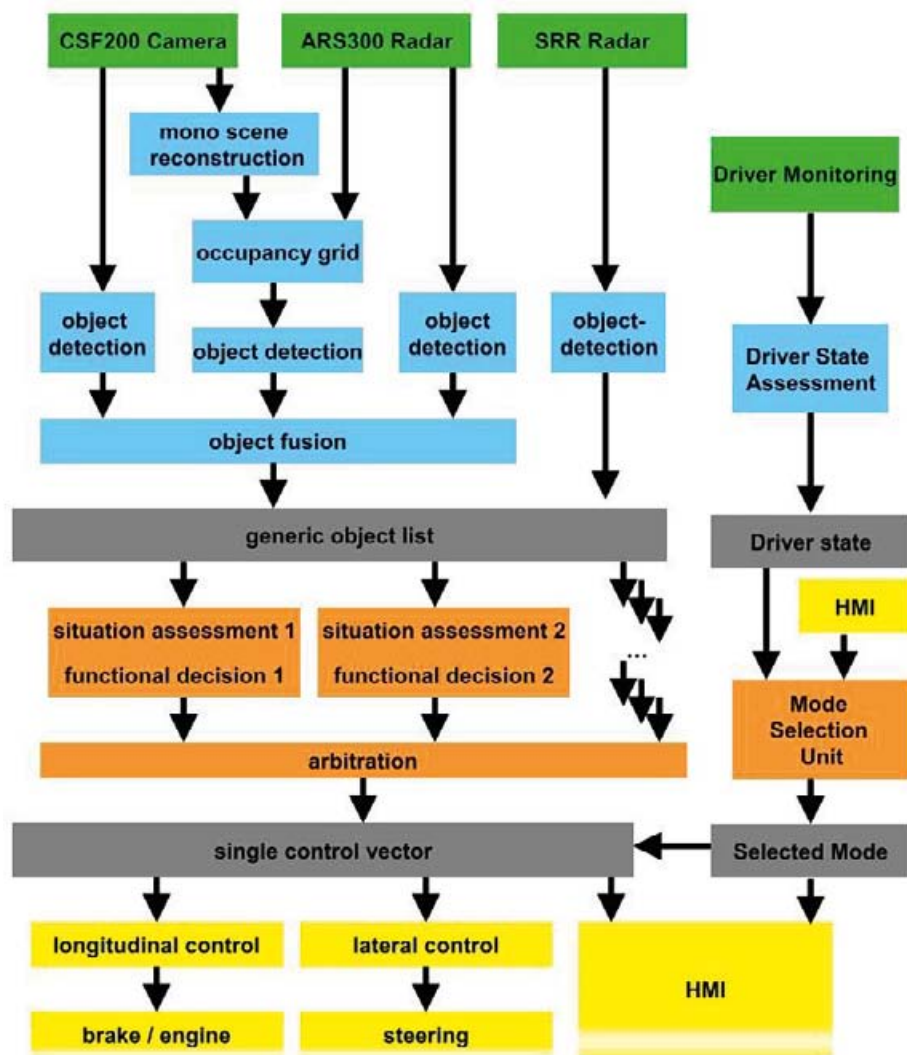 CSF200 Camera
ARS300 Radar
SRR Radar
mono scene
reconstruction
Driver Monitoring
occupancy grid
object
detection
object detection
object
detection
object-
detection
Driver State
Assessment
object fusion
generic object list
Driver state
HMI
situation assessment 1
functional decision 1
situation assessment 2
functional decision 2
...
Mode
Selection
Unit
arbitration
single control vector
Selected Mode
longitudinal control
lateral control
HMI
brake / engine
steering